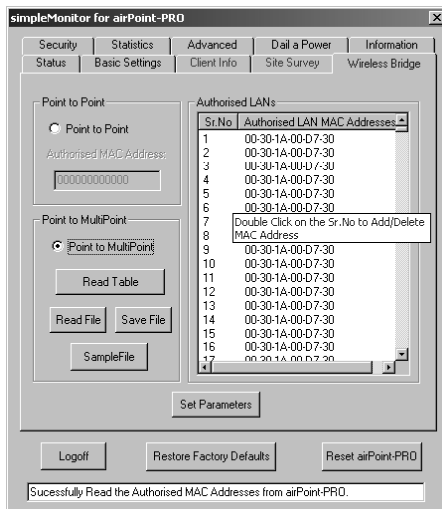 simpleMonitor for airPoint-PRO
Security Statistics Advanced Dail a Power Information
Status Basic Settings Client Info Site Survey Wireless Bridge
Point to Point
Point to Point
Authorised MAC Address:
000000000000
Point to MultiPoint
Point to MultiPoint
Read Table
Read File Save File
SampleFile
Authorised LANs
Sr.No Authorised LAN MAC Addresses
1 00-30-1A-00-D7-30
2 00-30-1A-00-D7-30
3 00-30-1A-00-D7-30
4 00-30-1A-00-D7-30
5 00-30-1A-00-D7-30
6 00-30-1A-00-D7-30
7
Double Click on the Sr.No to Add/Delete
MAC Address
8
9 00-30-1A-00-D7-30
10 00-30-1A-00-D7-30
11 00-30-1A-00-D7-30
12 00-30-1A-00-D7-30
13 00-30-1A-00-D7-30
14 00-30-1A-00-D7-30
15 00-30-1A-00-D7-30
16 00-30-1A-00-D7-30
17 00-30-1A-00-D7-30
Set Parameters
Logoff Restore Factory Defaults Reset airPoint-PRO
Sucessfully Read the Authorised MAC Addresses from airPoint-PRO.